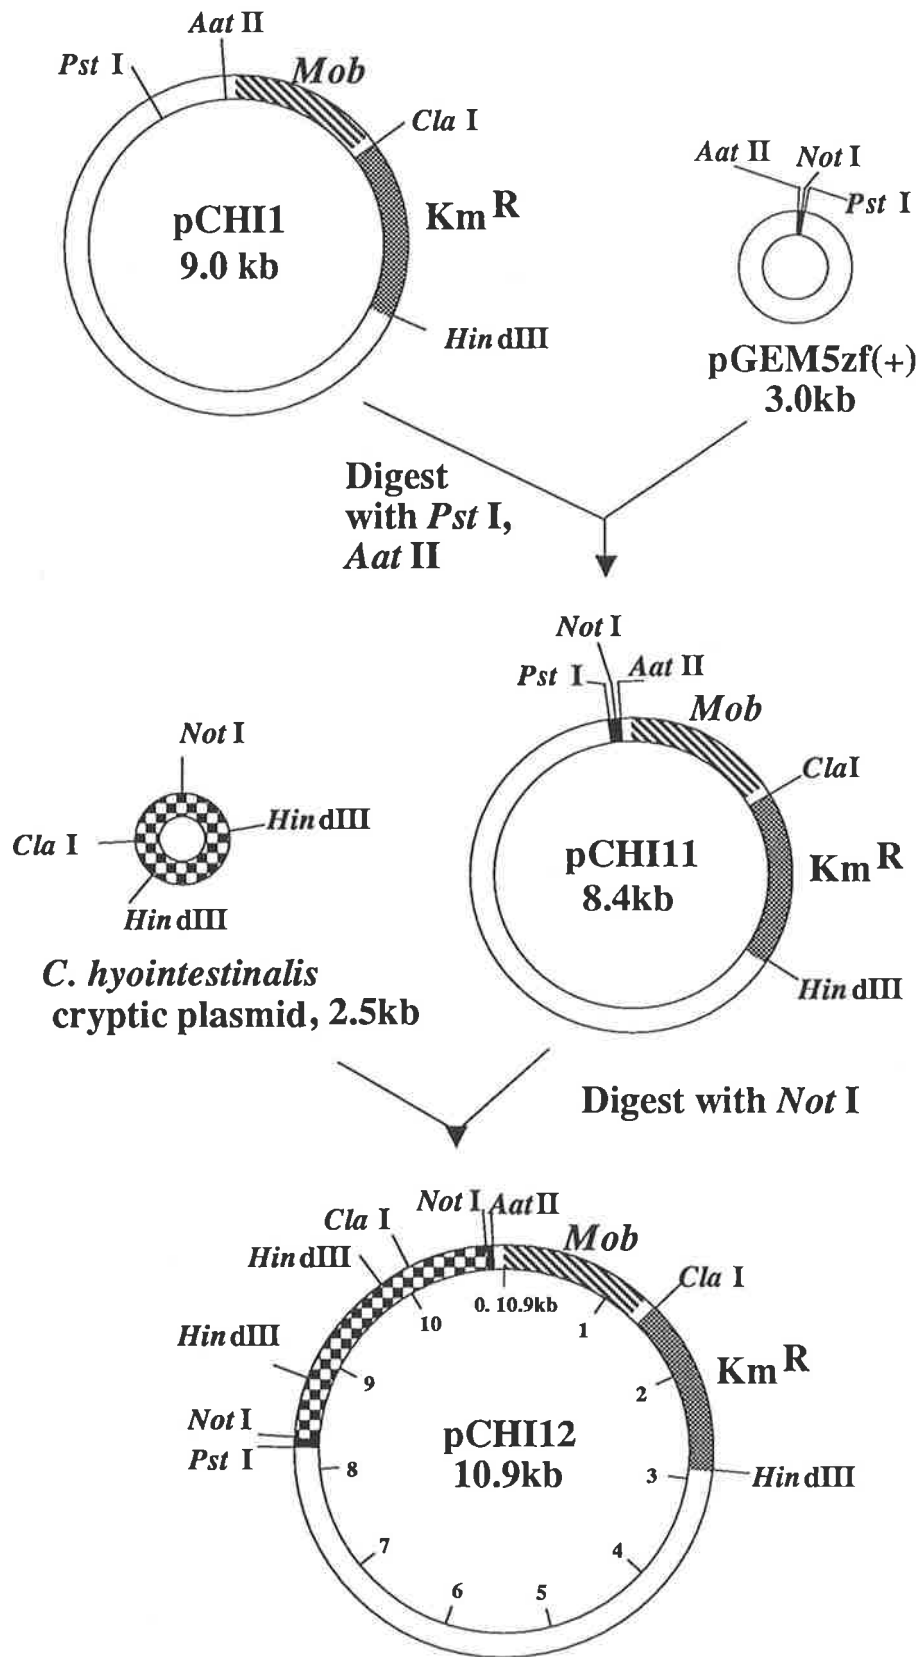 Aat II
Pst I
Mob
Cla I
pCHI1
9.0 kb
Km R
Hin dIII
Aat II
Not I
Pst I
pGEM5zf(+)
3.0kb
Digest
with Pst I,
Aat II
Not I
Pst I
Aat II
Mob
ClaI
pCHI11
8.4kb
Km R
Hin dIII
Not I
Hin dIII
Cla I
Hin dIII
C. hyointestinalis
cryptic plasmid, 2.5kb
Digest with Not I
Not I
Aat II
Cla I
Mob
Hin dIII
Cla I
0. 10.9kb
10
1
Hin dIII
Km R
9
2
Not I
Pst I
pCHI12
10.9kb
8
3
Hin dIII
7
4
6
5